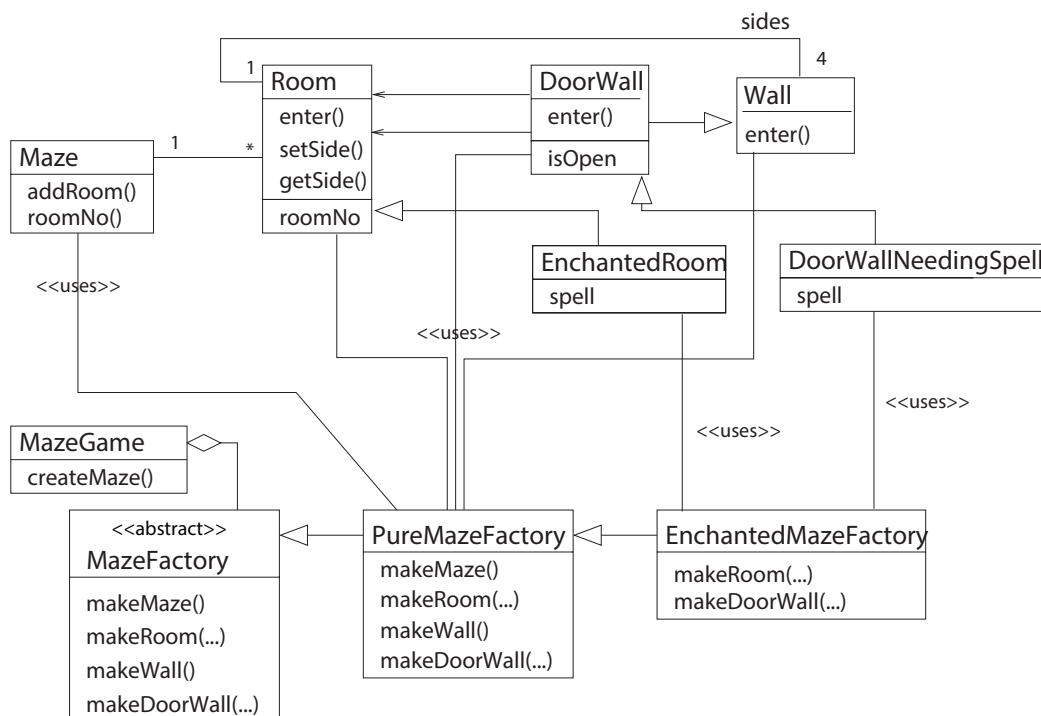 sides
1
4
Room
enter()
setSide()
getSide()
roomNo
DoorWall
enter()
isOpen
Wall
enter()
Maze
addRoom()
roomNo()
1
*
<<uses>>
EnchantedRoom
spell
DoorWallNeedingSpell
spell
<<uses>>
<<uses>>
<<uses>>
MazeGame
createMaze()
<<abstract>>
MazeFactory
makeMaze()
makeRoom(...)
makeWall()
makeDoorWall(...)
PureMazeFactory
makeMaze()
makeRoom(...)
makeWall()
makeDoorWall(...)
EnchantedMazeFactory
makeRoom(...)
makeDoorWall(...)